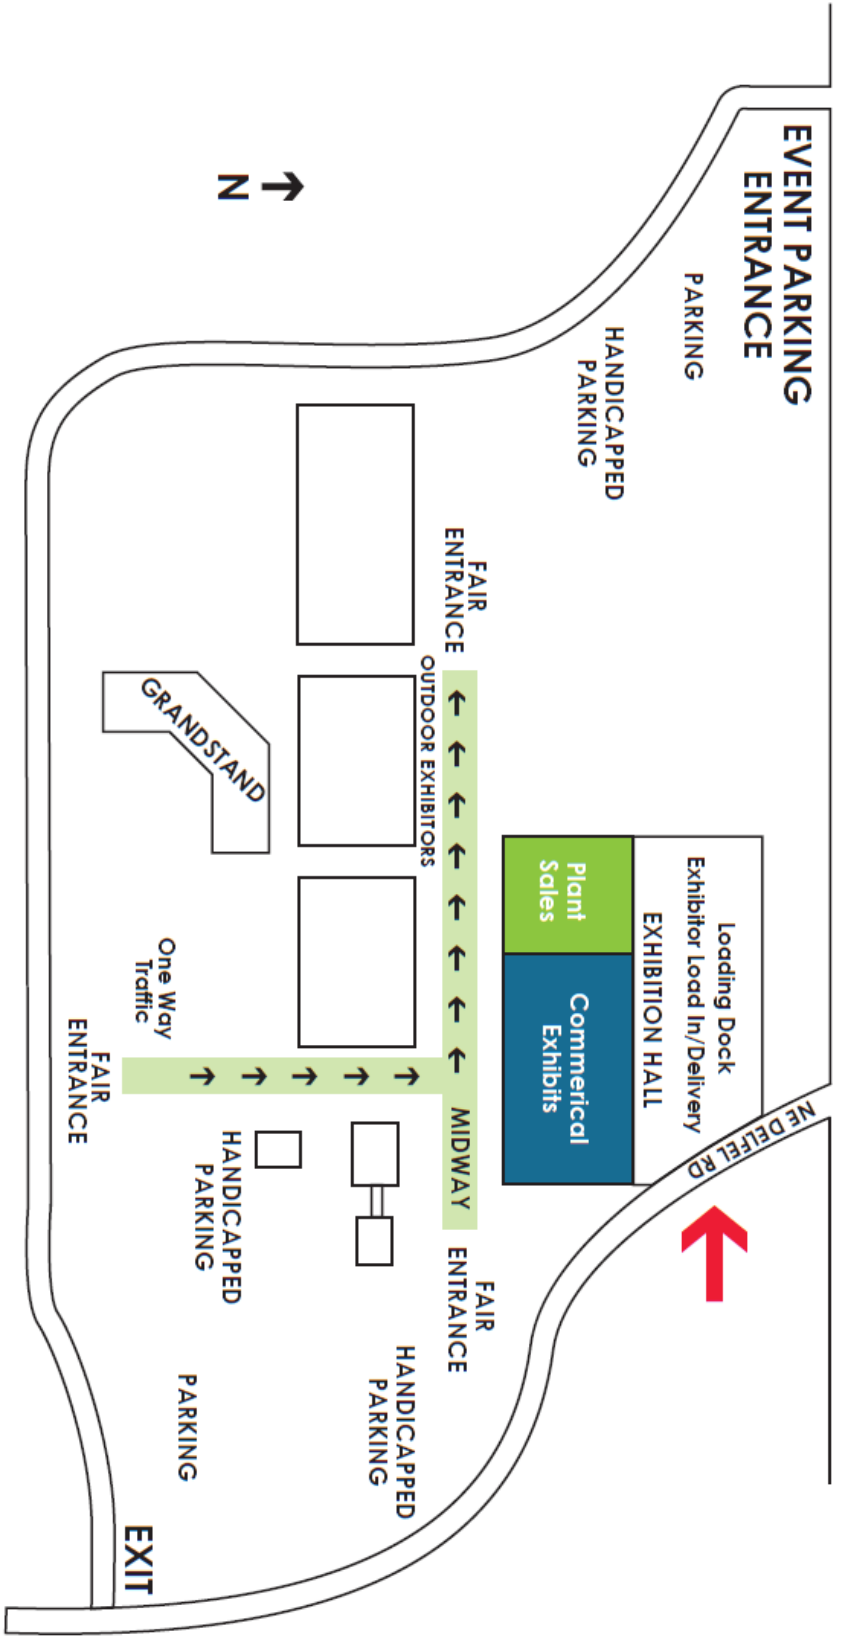 EVENT PARKING
ENTRANCE
PARKING
HANDICAPPED
PARKING
N
FAIR
ENTRANCE
OUTDOOR EXHIBITORS
GRANDSTAND
Loading Dock
Exhibitor Load In/Delivery
EXHIBITION HALL
Plant
Sales
Commerical
Exhibits
NE DELFEL RD
MIDWAY
One Way
Traffic
FAIR
ENTRANCE
HANDICAPPED
PARKING
FAIR
ENTRANCE
HANDICAPPED
PARKING
PARKING
EXIT